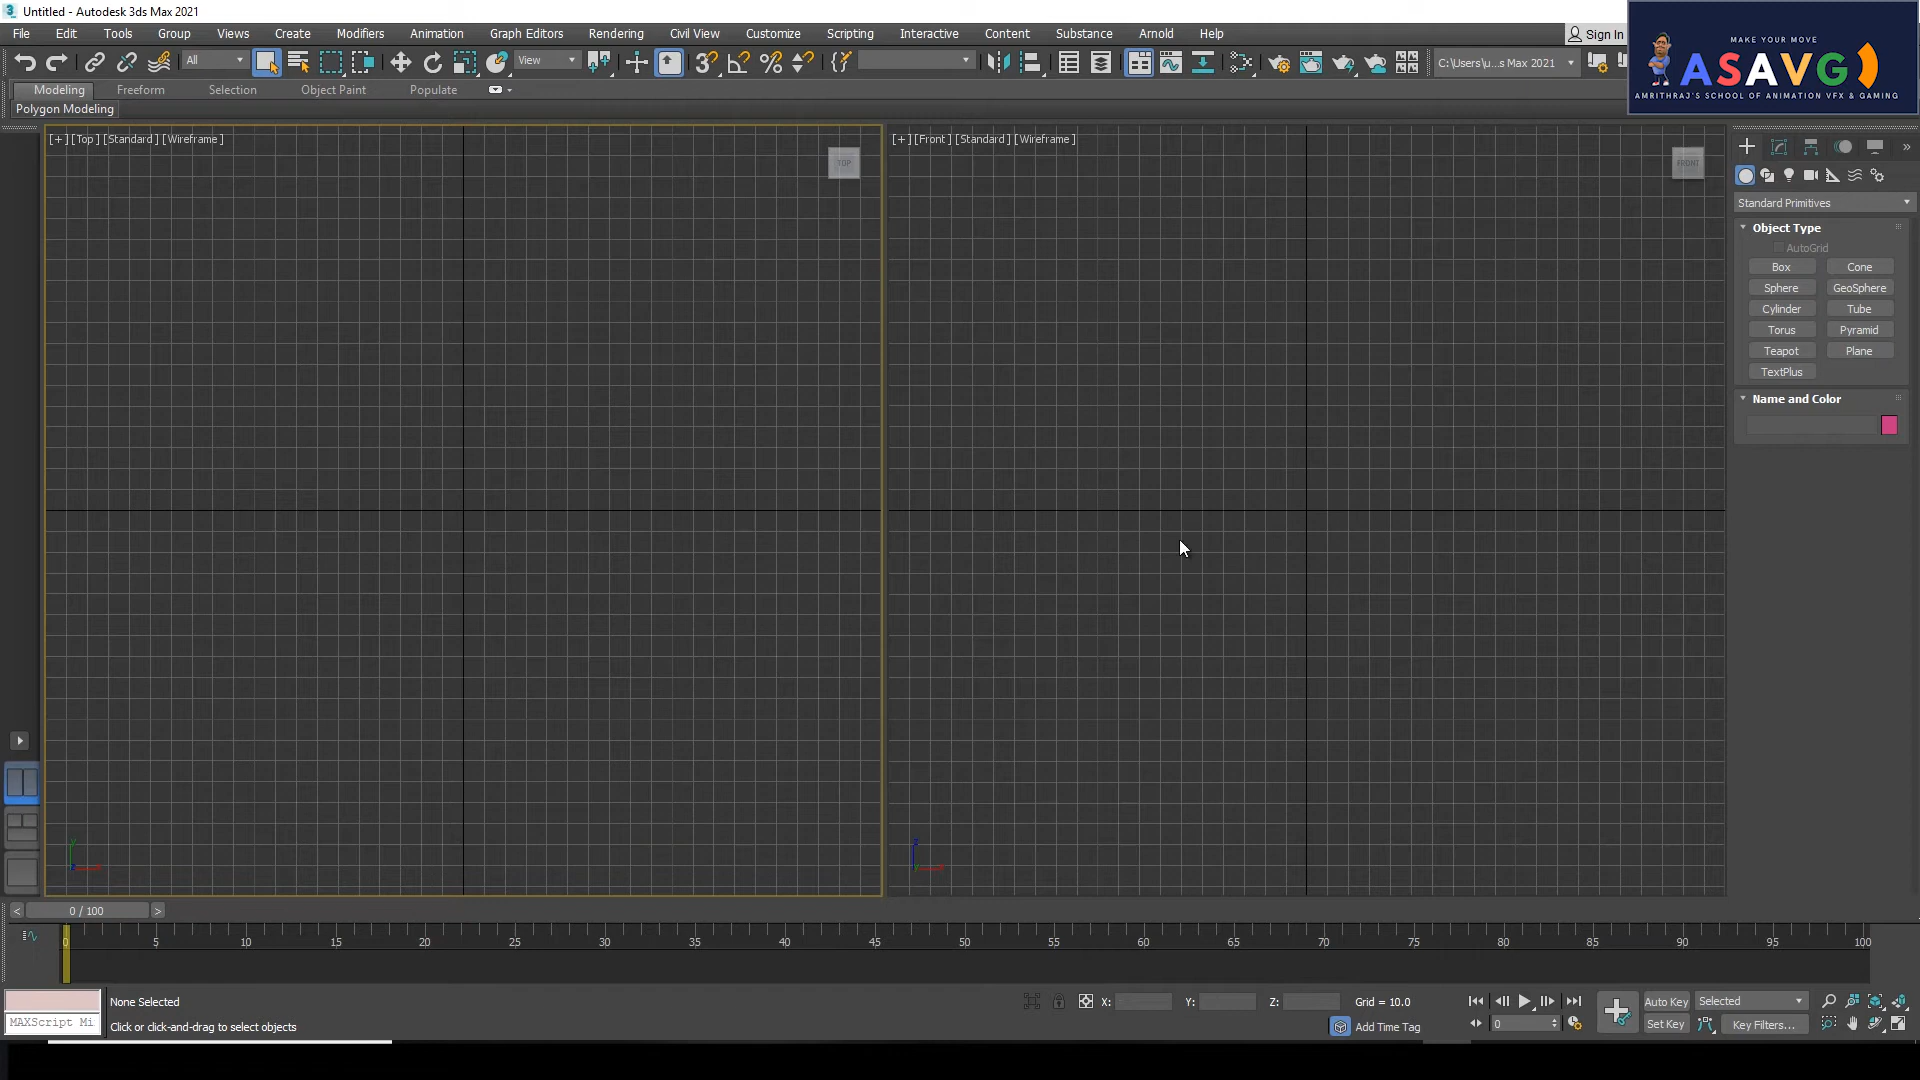 Untitled - Autodesk 3ds Max 2021
File Edit Tools Group Views Create Modifiers Animation Graph Editors Rendering Civil View Customize Scripting Interactive Content Substance Arnold Help
Sign In
All
View
C:\Users\u...s Max 2021
MAKE YOUR MOVE
ASAVG
AMRITHRAJ'S SCHOOL OF ANIMATION VFX & GAMING
Modeling Freeform Selection Object Paint Populate
Polygon Modeling
[+] [Top] [Standard] [Wireframe]
TOP
[+] [Front] [Standard] [Wireframe]
FRONT
Standard Primitives
Object Type
AutoGrid
Box Cone
Sphere GeoSphere
Cylinder Tube
Torus Pyramid
Teapot Plane
TextPlus
Name and Color
< 0 / 100 >
0 5 10 15 20 25 30 35 40 45 50 55 60 65 70 75 80 85 90 95 100
None Selected
X: Y: Z: Grid = 10.0
Auto Key Selected
MAXScript Mi
Click or click-and-drag to select objects
Add Time Tag
0
Set Key Key Filters...